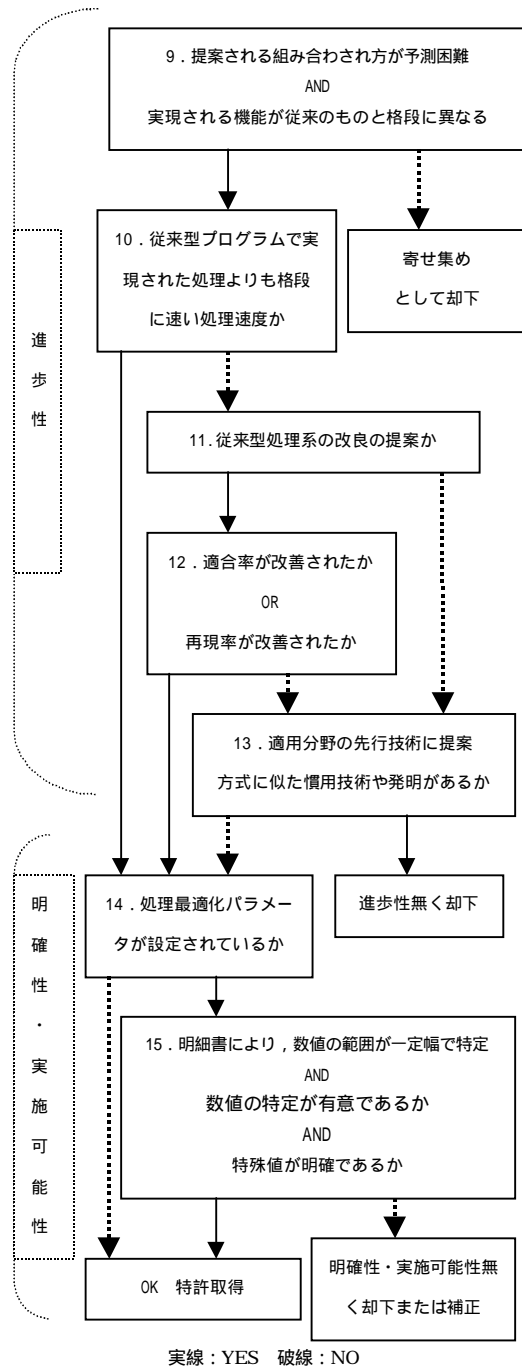 ９．提案される組み合わされ方が予測困難
AND
実現される機能が従来のものと格段に異なる
10．従来型プログラムで実
現された処理よりも格段
に速い処理速度か
寄せ集め
として却下
進歩性
11．従来型処理系の改良の提案か
12．適合率が改善されたか
OR
再現率が改善されたか
13．適用分野の先行技術に提案
方式に似た慣用技術や発明があるか
明確性・実施可能性
14．処理最適化パラメー
タが設定されているか
進歩性無く却下
15．明細書により，数値の範囲が一定幅で特定
AND
数値の特定が有意であるか
AND
特殊値が明確であるか
OK　特許取得
明確性・実施可能性無
く却下または補正
実線：YES　破線：NO